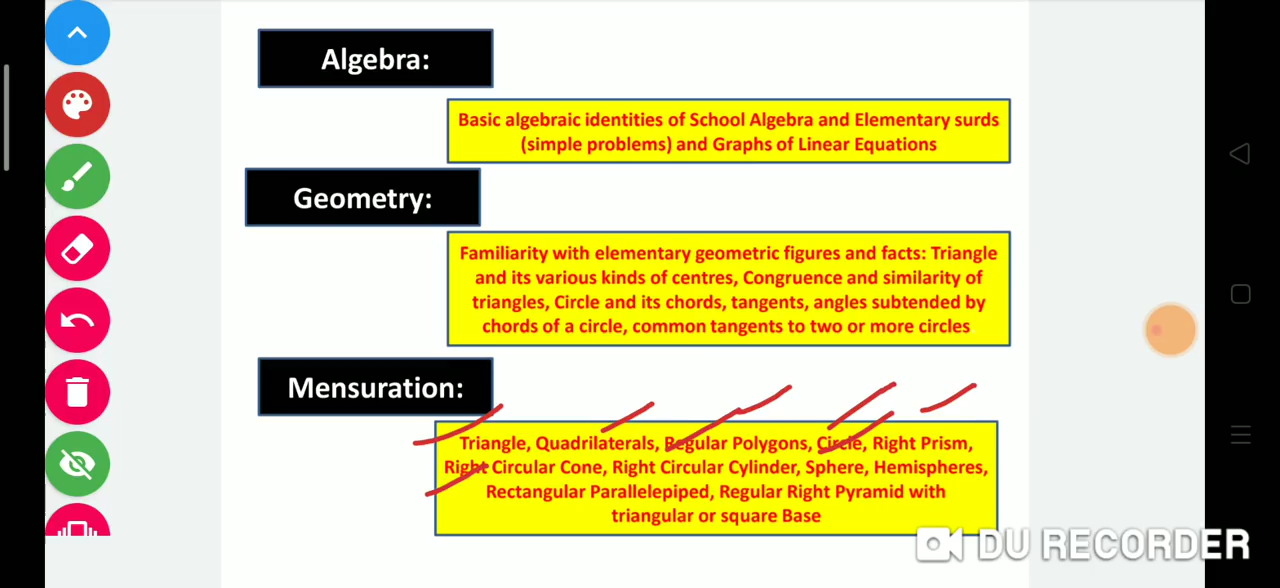 Algebra:
Basic algebraic identities of School Algebra and Elementary surds
(simple problems) and Graphs of Linear Equations
Geometry:
Familiarity with elementary geometric figures and facts: Triangle
and its various kinds of centres, Congruence and similarity of
triangles, Circle and its chords, tangents, angles subtended by
chords of a circle, common tangents to two or more circles
Mensuration:
Triangle, Quadrilaterals, Regular Polygons, Circle, Right Prism,
Right Circular Cone, Right Circular Cylinder, Sphere, Hemispheres,
Rectangular Parallelepiped, Regular Right Pyramid with
triangular or square Base
DU RECORDER